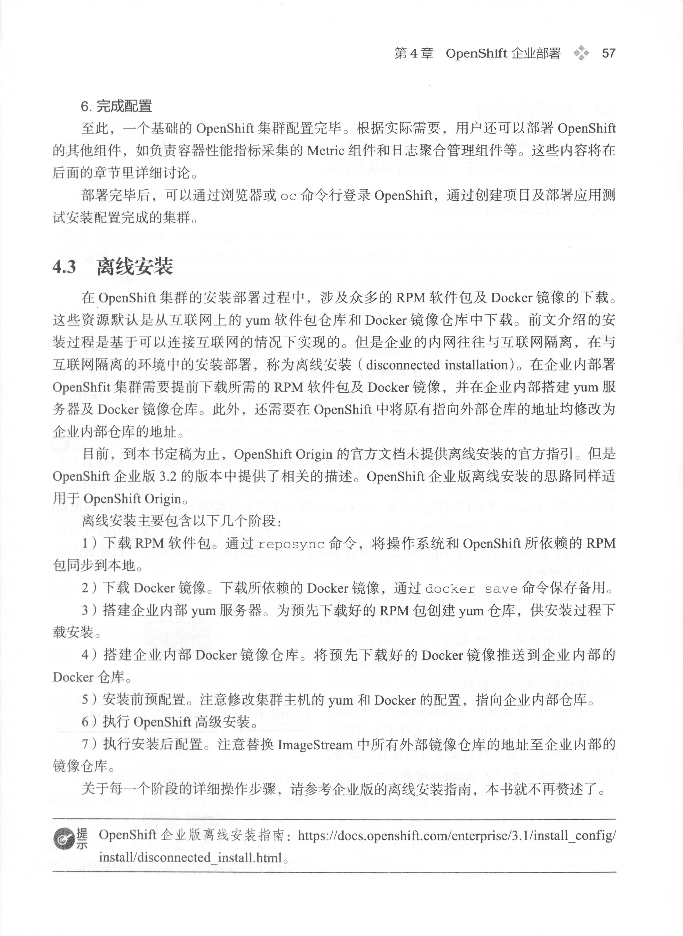 第 4 章 OpenShift 企业部署 57
6. 完成配置
至此，一个基础的 OpenShift 集群配置完毕。根据实际需要，用户还可以部署 OpenShift
的其他组件，如负责容器性能指标采集的 Metric 组件和日志聚合管理组件等。这些内容将在
后面的章节里详细讨论。
部署完毕后，可以通过浏览器或 oc 命令行登录 OpenShift，通过创建项目及部署应用测
试安装配置完成的集群。
4.3 离线安装
在 OpenShift 集群的安装部署过程中，涉及众多的 RPM 软件包及 Docker 镜像的下载。
这些资源默认是从互联网上的 yum 软件包仓库和 Docker 镜像仓库中下载。前文介绍的安
装过程是基于可以连接互联网的情况下实现的。但是企业的内网往往与互联网隔离，在与
互联网隔离的环境中的安装部署，称为离线安装（disconnected installation）。在企业内部署
OpenShfit 集群需要提前下载所需的 RPM 软件包及 Docker 镜像，并在企业内部搭建 yum 服
务器及 Docker 镜像仓库。此外，还需要在 OpenShift 中将原有指向外部仓库的地址均修改为
企业内部仓库的地址。
目前，到本书定稿为止，OpenShift Origin 的官方文档未提供离线安装的官方指引。但是
OpenShift 企业版 3.2 的版本中提供了相关的描述。OpenShift 企业版离线安装的思路同样适
用于 OpenShift Origin。
离线安装主要包含以下几个阶段：
1）下载 RPM 软件包。通过 reposync 命令，将操作系统和 OpenShift 所依赖的 RPM
包同步到本地。
2）下载 Docker 镜像。下载所依赖的 Docker 镜像，通过 docker save 命令保存备用。
3）搭建企业内部 yum 服务器。为预先下载好的 RPM 包创建 yum 仓库，供安装过程下
载安装。
4）搭建企业内部 Docker 镜像仓库。将预先下载好的 Docker 镜像推送到企业内部的
Docker 仓库。
5）安装前预配置。注意修改集群主机的 yum 和 Docker 的配置，指向企业内部仓库。
6）执行 OpenShift 高级安装。
7）执行安装后配置。注意替换 ImageStream 中所有外部镜像仓库的地址至企业内部的
镜像仓库。
关于每一个阶段的详细操作步骤，请参考企业版的离线安装指南，本书就不再赘述了。
提示 OpenShift 企业版离线安装指南：https://docs.openshift.com/enterprise/3.1/install_config/
install/disconnected_install.html。